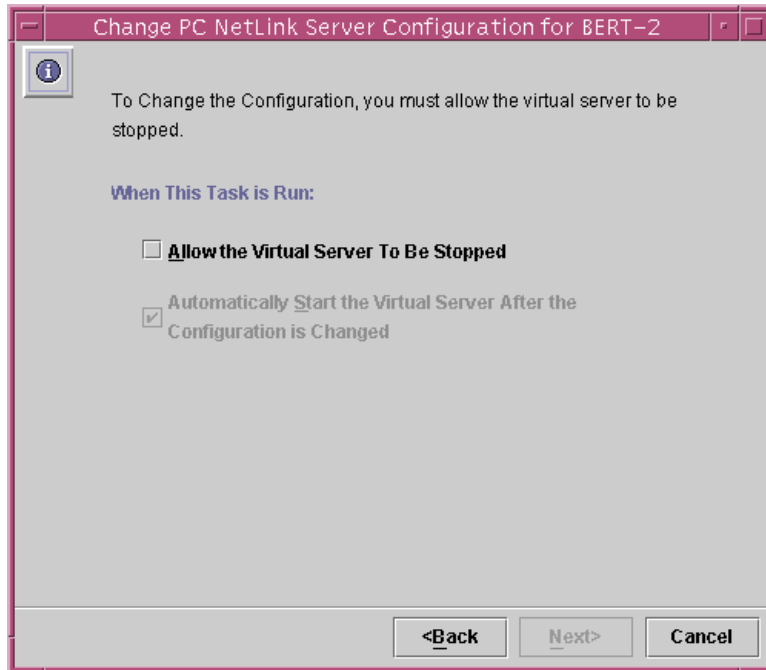 Change PC NetLink Server Configuration for BERT-2
To Change the Configuration, you must allow the virtual server to be
stopped.
When This Task is Run:
Allow the Virtual Server To Be Stopped
Automatically Start the Virtual Server After the
Configuration is Changed
<Back Next> Cancel